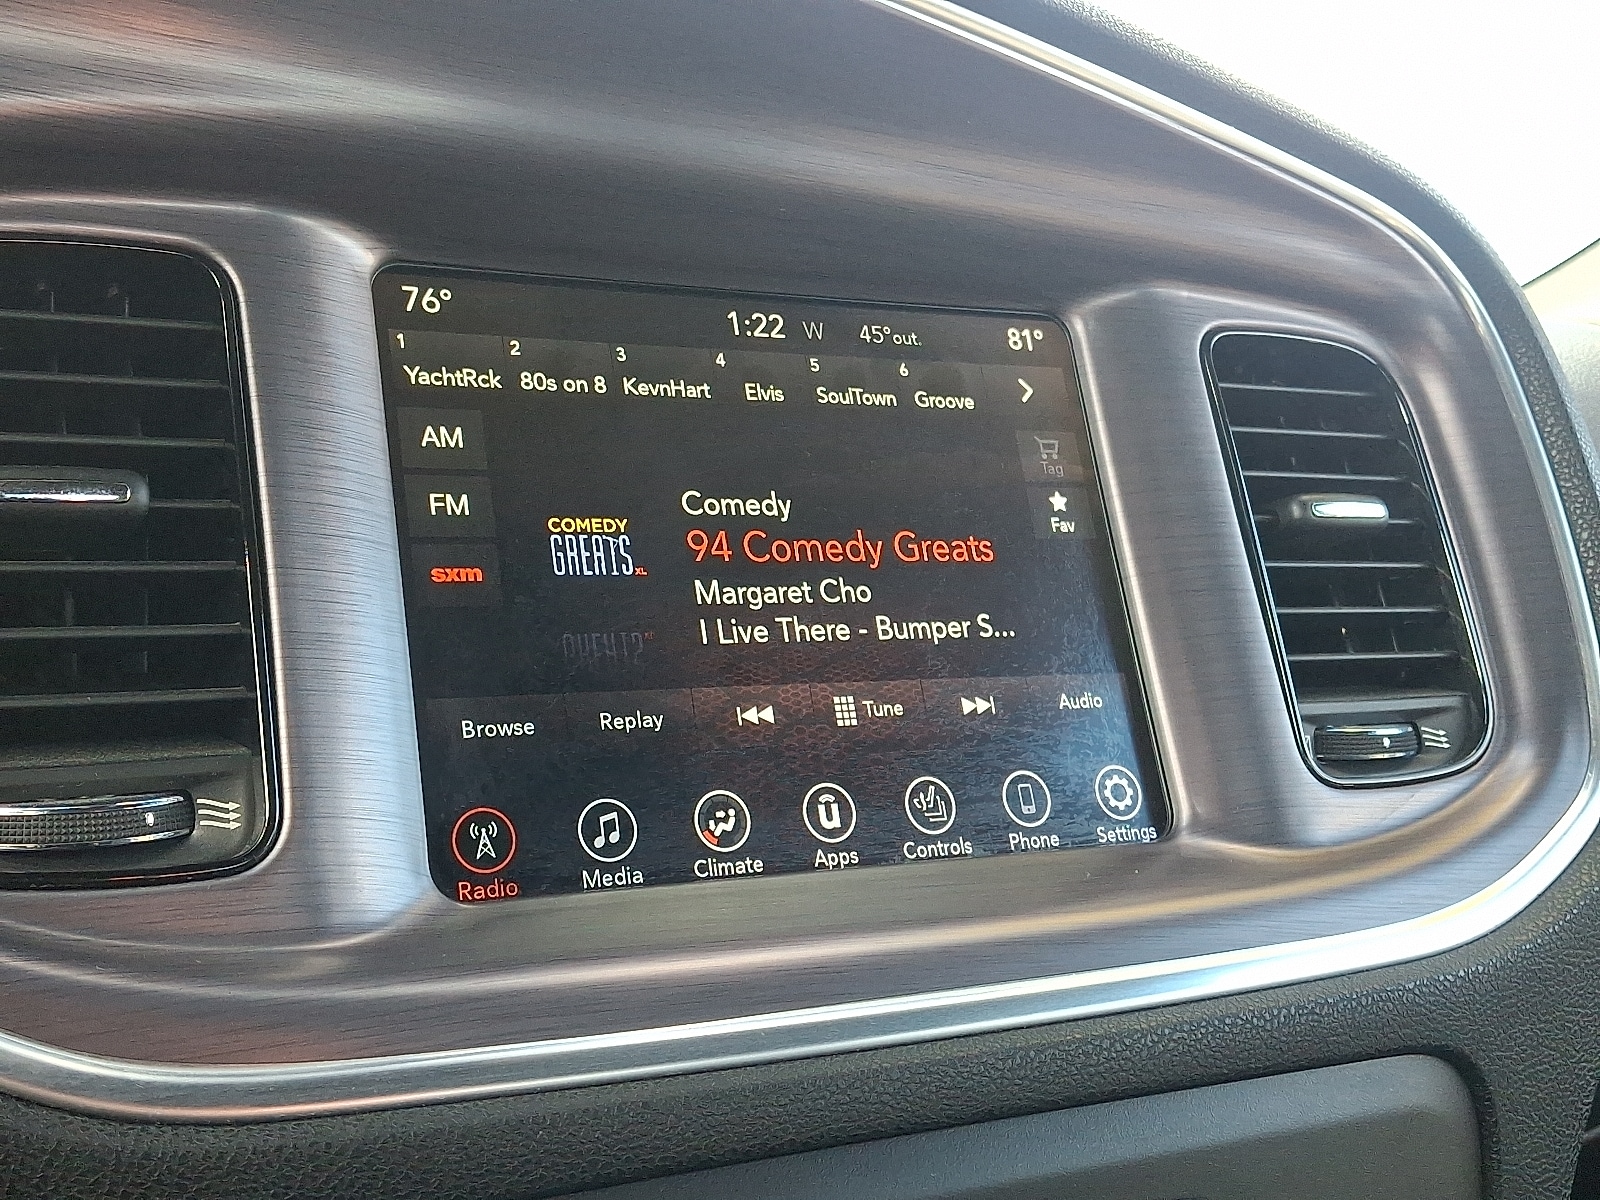 76° 1:22 W 45°out. 81°
1 2 3 4 5 6
YachtRck 80s on 8 KevnHart Elvis SoulTown Groove
AM
Tag
FM
Fav
sxm
COMEDY
GREATS XL
Comedy
94 Comedy Greats
Margaret Cho
I Live There - Bumper S...
Browse Replay Tune Audio
Radio Media Climate Apps Controls Phone Settings